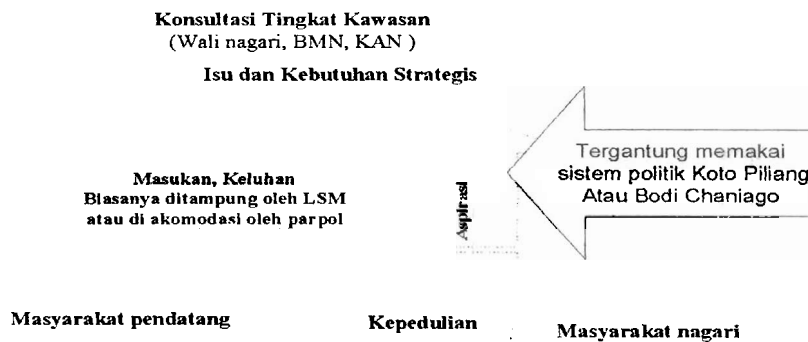 Konsultasi Tingkat Kawasan
(Wali nagari, BMN, KAN )
Isu dan Kebutuhan Strategis
Tergantung memakai
sistem politik Koto Piliang
Atau Bodi Chaniago
Masukan, Keluhan
Biasanya ditampung oleh LSM
atau di akomodasi oleh parpol
Aspirasi
Masyarakat pendatang
Kepedulian
Masyarakat nagari